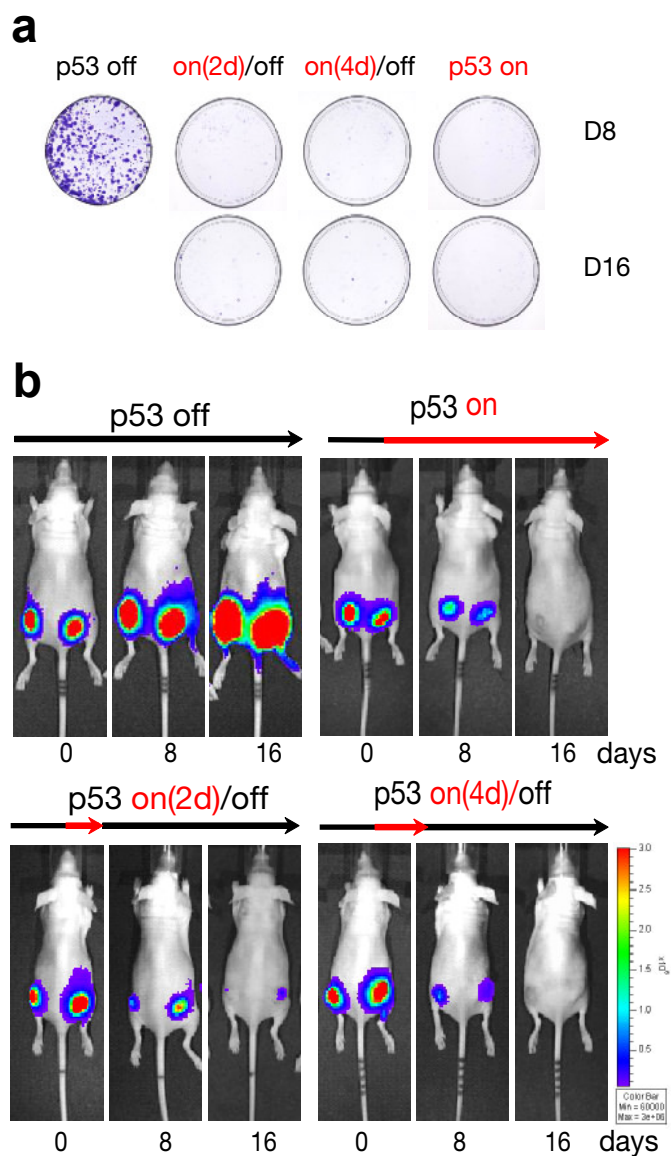 a
p53 off
on(2d)/off
on(4d)/off
p53 on
D8
D16
b
p53 off
p53 on
0
8
16
0
8
16
days
p53 on(2d)/off
p53 on(4d)/off
3.0
2.5
2.0
1.5
1.0
0.5
Color Bar
Min = 60000
Max = 3e+06
0
8
16
0
8
16
days